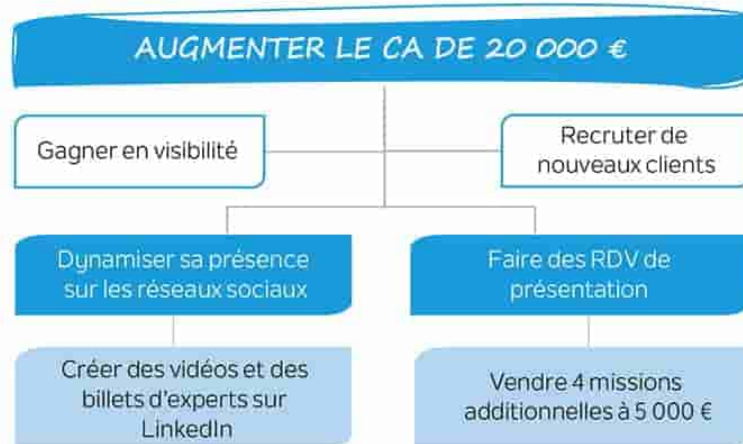 AUGMENTER LE CA DE 20 000 €
Gagner en visibilité
Recruter de
nouveaux clients
Dynamiser sa présence
sur les réseaux sociaux
Faire des RDV de
présentation
Créer des vidéos et des
billets d'experts sur
LinkedIn
Vendre 4 missions
additionnelles à 5 000 €